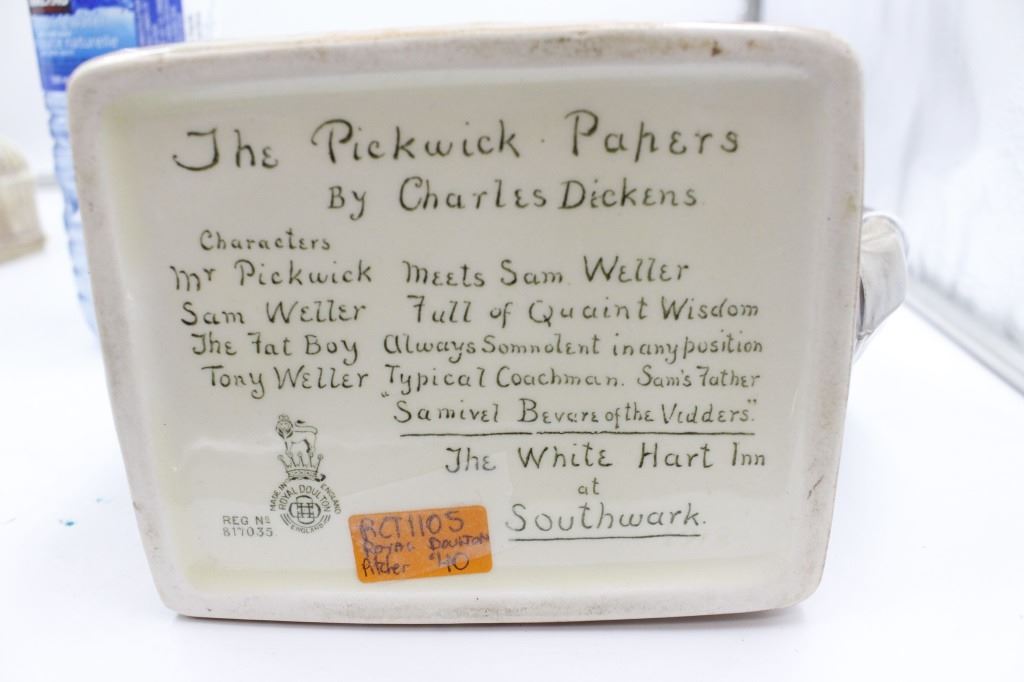 naturelle
The Pickwick Papers
By Charles Dickens
Characters
Mr Pickwick Meets Sam Weller
Sam Weller Full of Quaint Wisdom
The Fat Boy Always Somnolent in any position
Tony Weller Typical Coachman. Sam's Father
"Samivel Bevare of the Vidders".
The White Hart Inn
at
Southwark.
MADE IN ENGLAND
ROYAL DOULTON
ENGLAND
REG No
817035.
RCT1105
ROYAL DOULTON
Pitcher $40